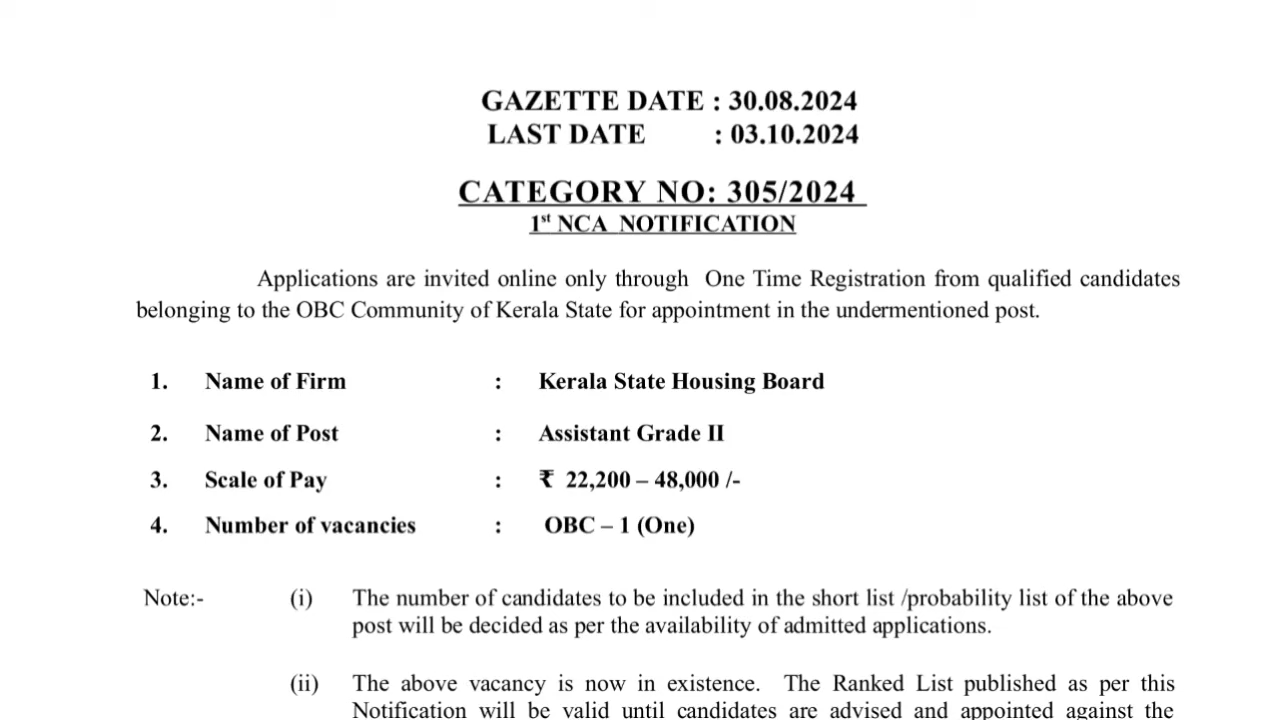 GAZETTE DATE : 30.08.2024
LAST DATE : 03.10.2024
CATEGORY NO: 305/2024
1st NCA NOTIFICATION
Applications are invited online only through One Time Registration from qualified candidates
belonging to the OBC Community of Kerala State for appointment in the undermentioned post.
1. Name of Firm : Kerala State Housing Board
2. Name of Post : Assistant Grade II
3. Scale of Pay : ₹ 22,200 – 48,000 /-
4. Number of vacancies : OBC – 1 (One)
Note:- (i) The number of candidates to be included in the short list /probability list of the above
post will be decided as per the availability of admitted applications.
(ii) The above vacancy is now in existence. The Ranked List published as per this
Notification will be valid until candidates are advised and appointed against the